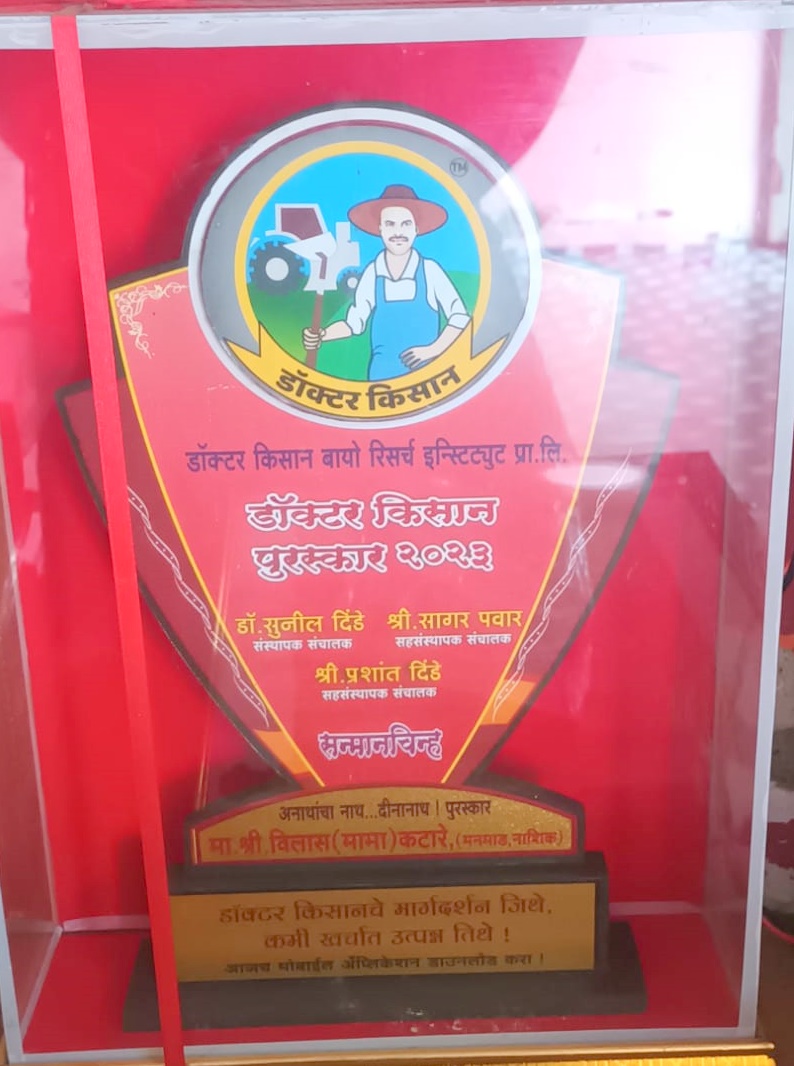 TM
डॉक्टर किसान
डॉक्टर किसान बायो रिसर्च इन्स्टिट्युट प्रा.लि.
डॉक्टर किसान
पुरस्कार २०२३
डॉ.सुनील दिंडे श्री.सागर पवार
संस्थापक संचालक सहसंस्थापक संचालक
श्री.प्रशांत दिंडे
सहसंस्थापक संचालक
सन्मानचिन्ह
अनाथांचा नाथ...दीनानाथ ! पुरस्कार
मा.श्री.विलास(मामा)कटारे,(मनमाड,नाशिक)
डॉक्टर किसानचे मार्गदर्शन जिथे,
कमी खर्चात उत्पन्न तिथे !
आजच मोबाईल ॲप्लिकेशन डाउनलोड करा !